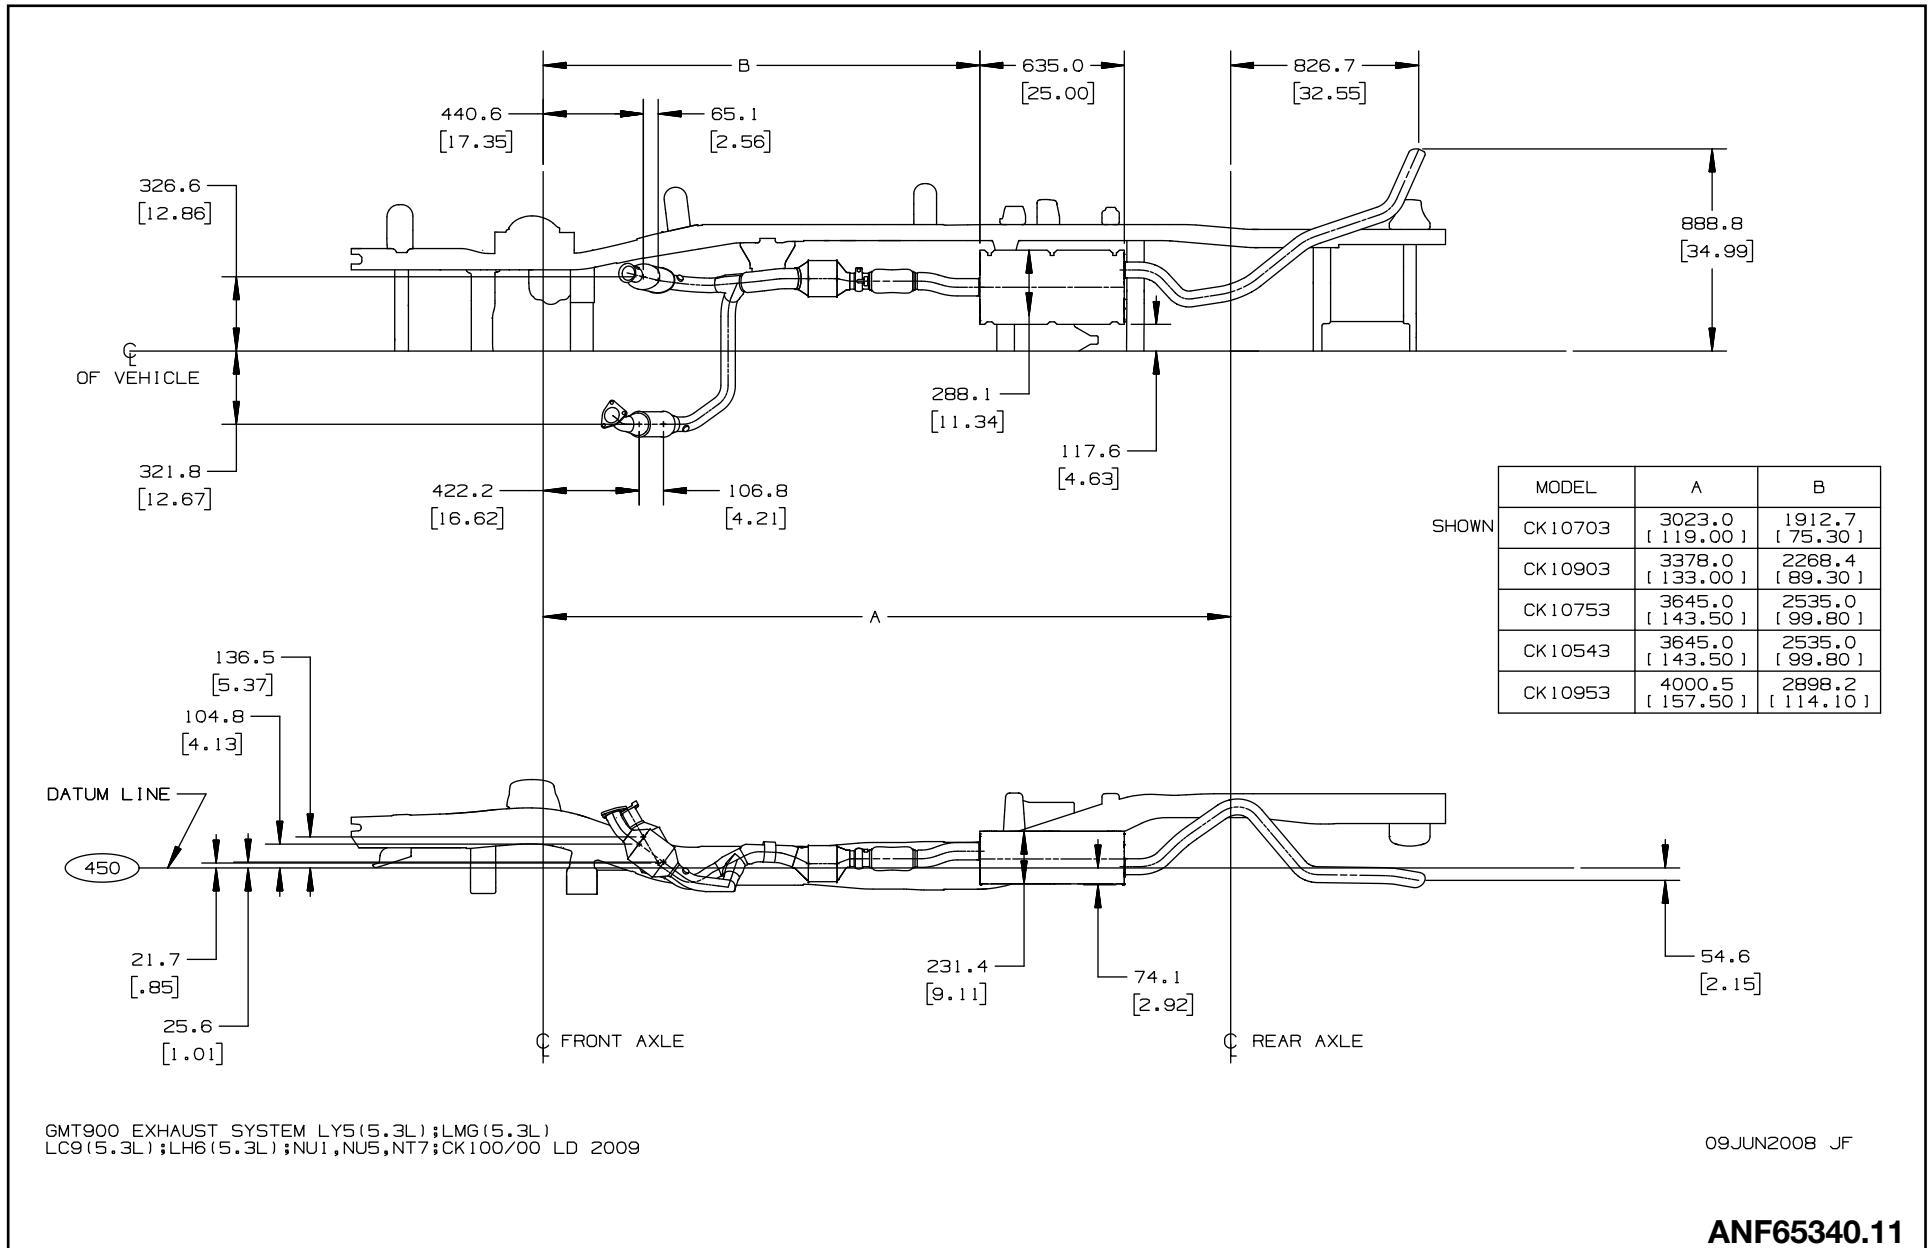 B
635.0
[25.00]
826.7
[32.55]
440.6
[17.35]
65.1
[2.56]
326.6
[12.86]
888.8
[34.99]
℄
OF VEHICLE
288.1
[11.34]
117.6
[4.63]
321.8
[12.67]
422.2
[16.62]
106.8
[4.21]
MODEL A B
SHOWN CK10703 3023.0 1912.7
[ 119.00 ] [ 75.30 ]
CK10903 3378.0 2268.4
[ 133.00 ] [ 89.30 ]
CK10753 3645.0 2535.0
[ 143.50 ] [ 99.80 ]
CK10543 3645.0 2535.0
[ 143.50 ] [ 99.80 ]
CK10953 4000.5 2898.2
[ 157.50 ] [ 114.10 ]
A
136.5
[5.37]
104.8
[4.13]
DATUM LINE
450
21.7
[.85]
25.6
[1.01]
231.4
[9.11]
74.1
[2.92]
54.6
[2.15]
℄ FRONT AXLE
℄ REAR AXLE
GMT900 EXHAUST SYSTEM LY5(5.3L);LMG(5.3L)
LC9(5.3L);LH6(5.3L);NU1,NU5,NT7;CK100/00 LD 2009
09JUN2008 JF
ANF65340.11